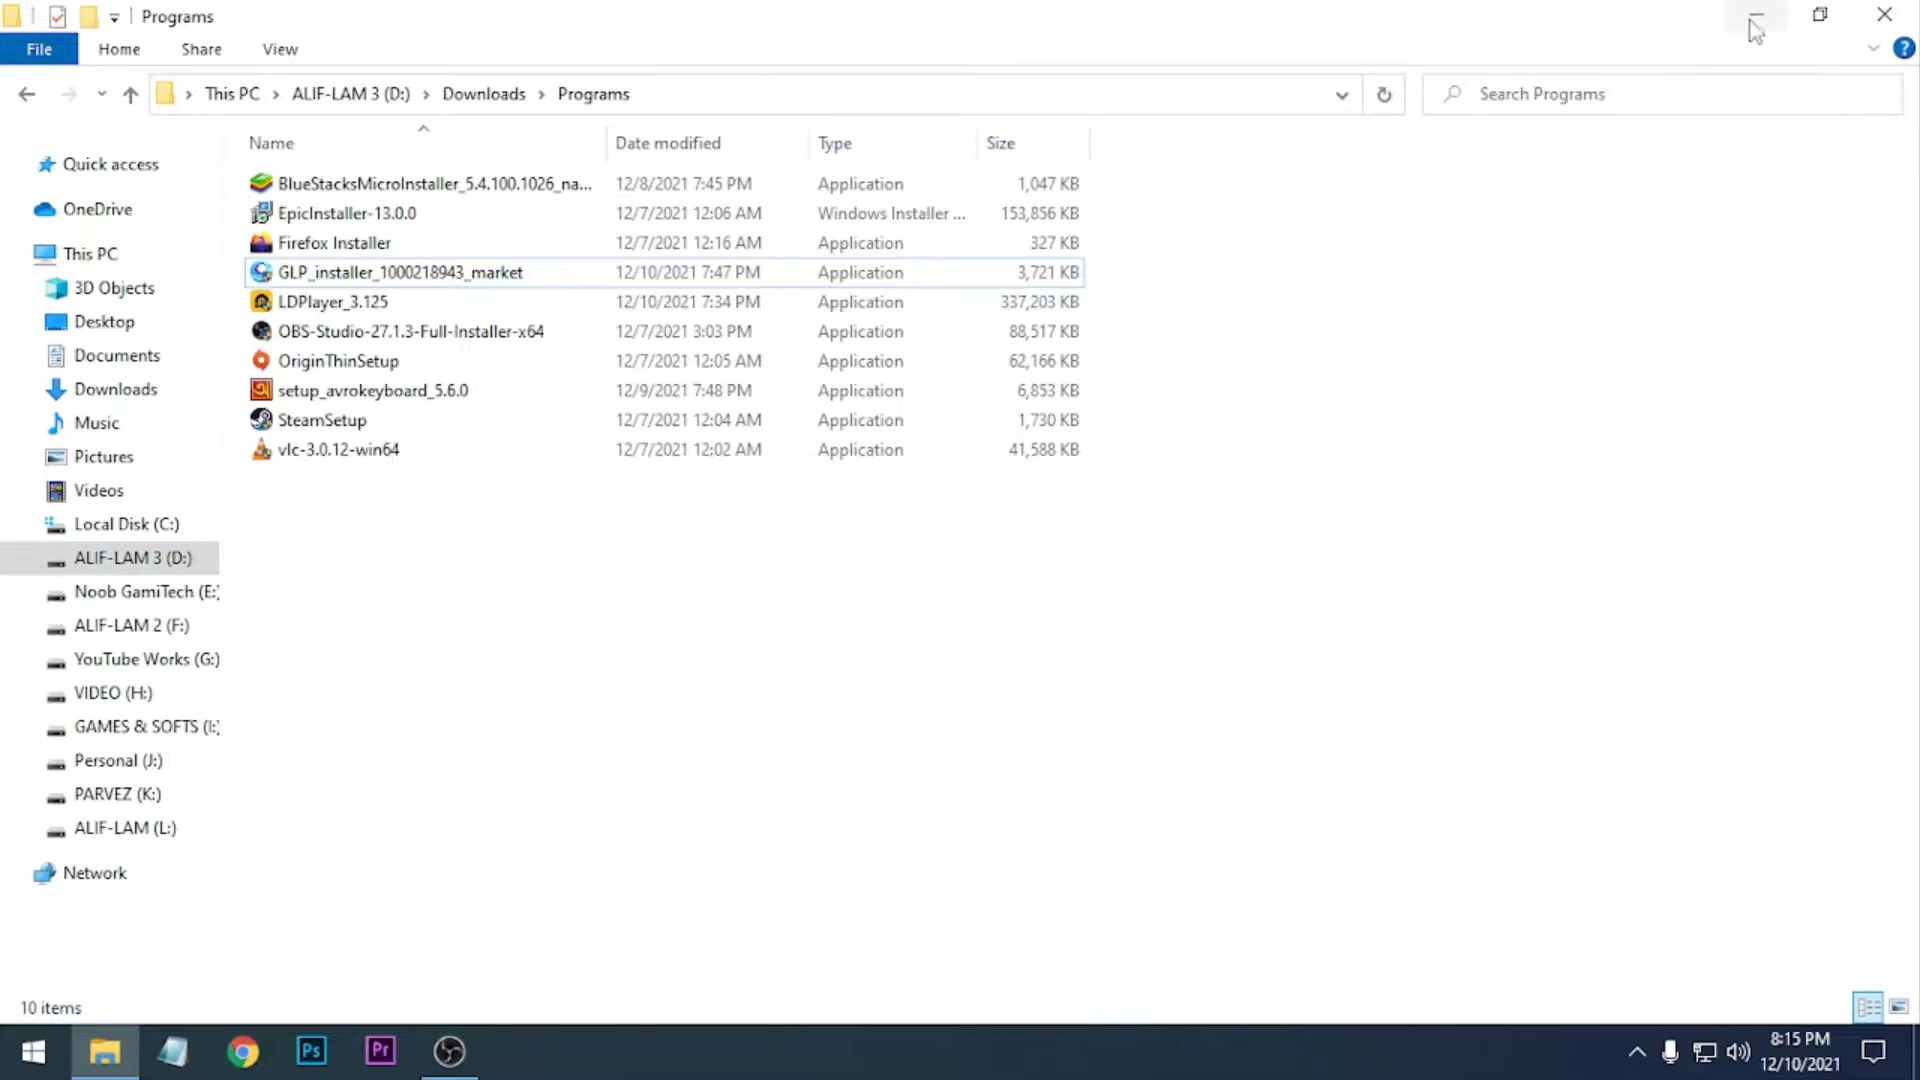 Programs
File Home Share View
This PC > ALIF-LAM 3 (D:) > Downloads > Programs
Search Programs
Name Date modified Type Size
Quick access
OneDrive
This PC
3D Objects
Desktop
Documents
Downloads
Music
Pictures
Videos
Local Disk (C:)
ALIF-LAM 3 (D:)
Noob GamiTech (E:)
ALIF-LAM 2 (F:)
YouTube Works (G:)
VIDEO (H:)
GAMES & SOFTS (I:)
Personal (J:)
PARVEZ (K:)
ALIF-LAM (L:)
Network
BlueStacksMicroInstaller_5.4.100.1026_na... 12/8/2021 7:45 PM Application 1,047 KB
EpicInstaller-13.0.0 12/7/2021 12:06 AM Windows Installer ... 153,856 KB
Firefox Installer 12/7/2021 12:16 AM Application 327 KB
GLP_installer_1000218943_market 12/10/2021 7:47 PM Application 3,721 KB
LDPlayer_3.125 12/10/2021 7:34 PM Application 337,203 KB
OBS-Studio-27.1.3-Full-Installer-x64 12/7/2021 3:03 PM Application 88,517 KB
OriginThinSetup 12/7/2021 12:05 AM Application 62,166 KB
setup_avrokeyboard_5.6.0 12/9/2021 7:48 PM Application 6,853 KB
SteamSetup 12/7/2021 12:04 AM Application 1,730 KB
vlc-3.0.12-win64 12/7/2021 12:02 AM Application 41,588 KB
10 items
Ps
Pr
8:15 PM
12/10/2021